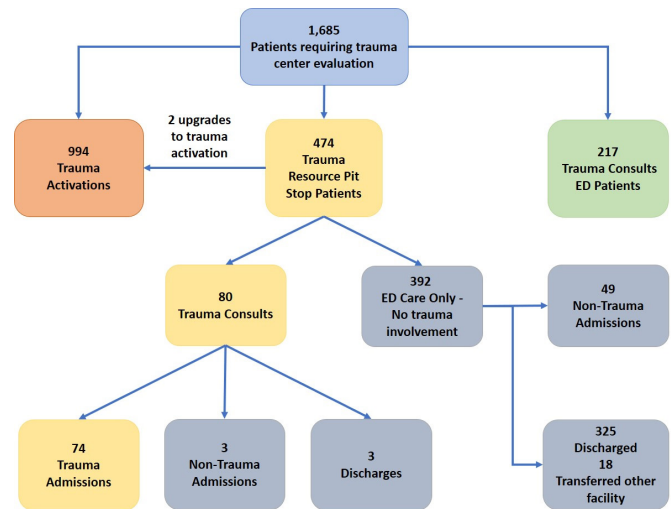 1,685
Patients requiring trauma
center evaluation
2 upgrades
to trauma
activation
994
Trauma
Activations
474
Trauma
Resource Pit
Stop Patients
217
Trauma Consults
ED Patients
80
Trauma Consults
392
ED Care Only -
No trauma
involvement
49
Non-Trauma
Admissions
74
Trauma
Admissions
3
Non-Trauma
Admissions
3
Discharges
325
Discharged
18
Transferred other
facility